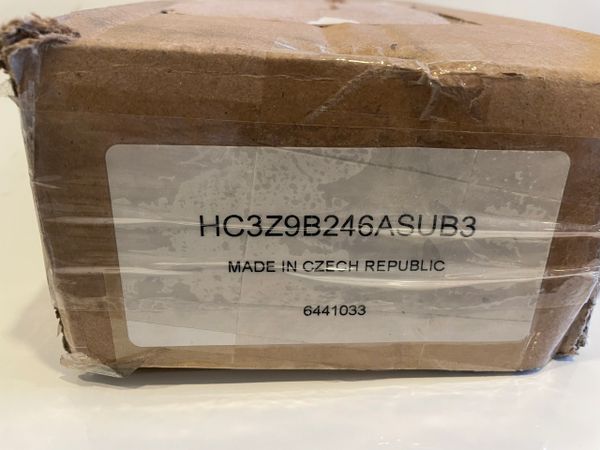 HC3Z9B246ASUB3
MADE IN CZECH REPUBLIC
6441033